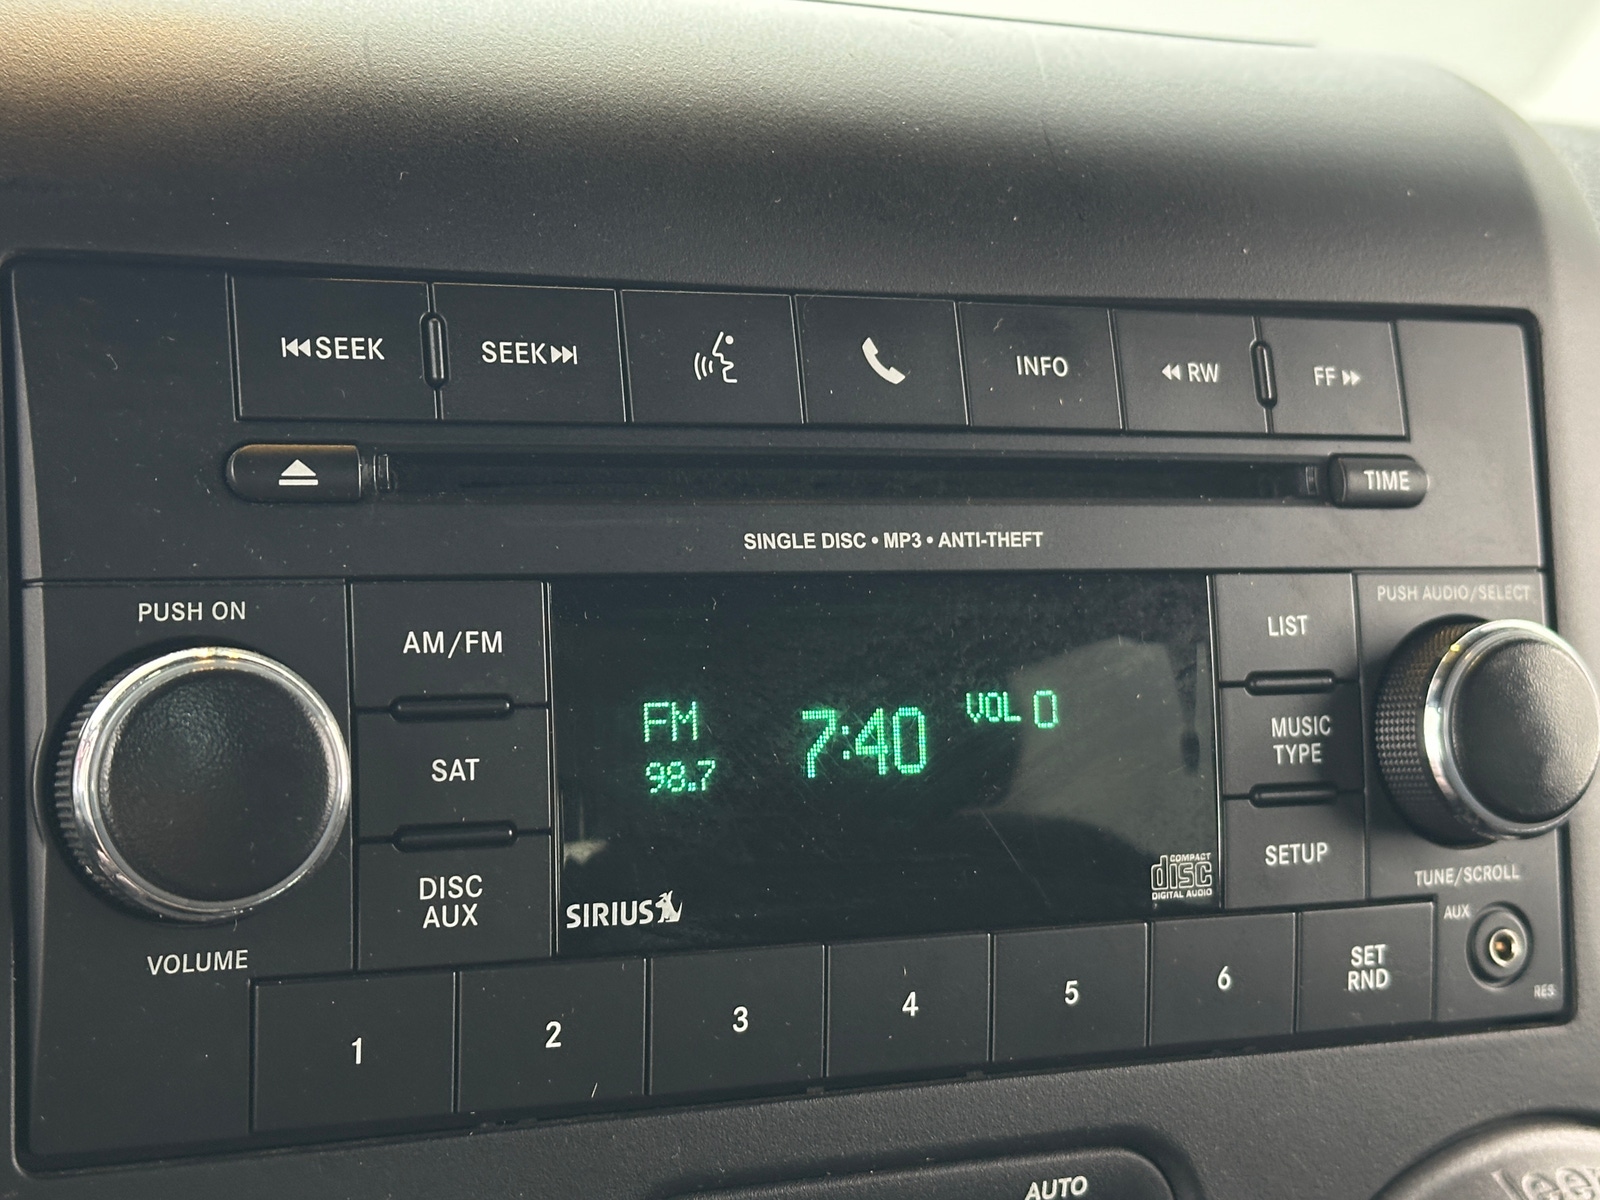 SEEK
SEEK
INFO
RW
FF
TIME
SINGLE DISC • MP3 • ANTI-THEFT
PUSH ON
AM/FM
SAT
DISC
AUX
VOLUME
FM
98.7
7:40
VOL 0
SIRIUS
COMPACT
disc
DIGITAL AUDIO
LIST
MUSIC
TYPE
SETUP
PUSH AUDIO/SELECT
TUNE/SCROLL
AUX
RES
1
2
3
4
5
6
SET
RND
AUTO
Jeep